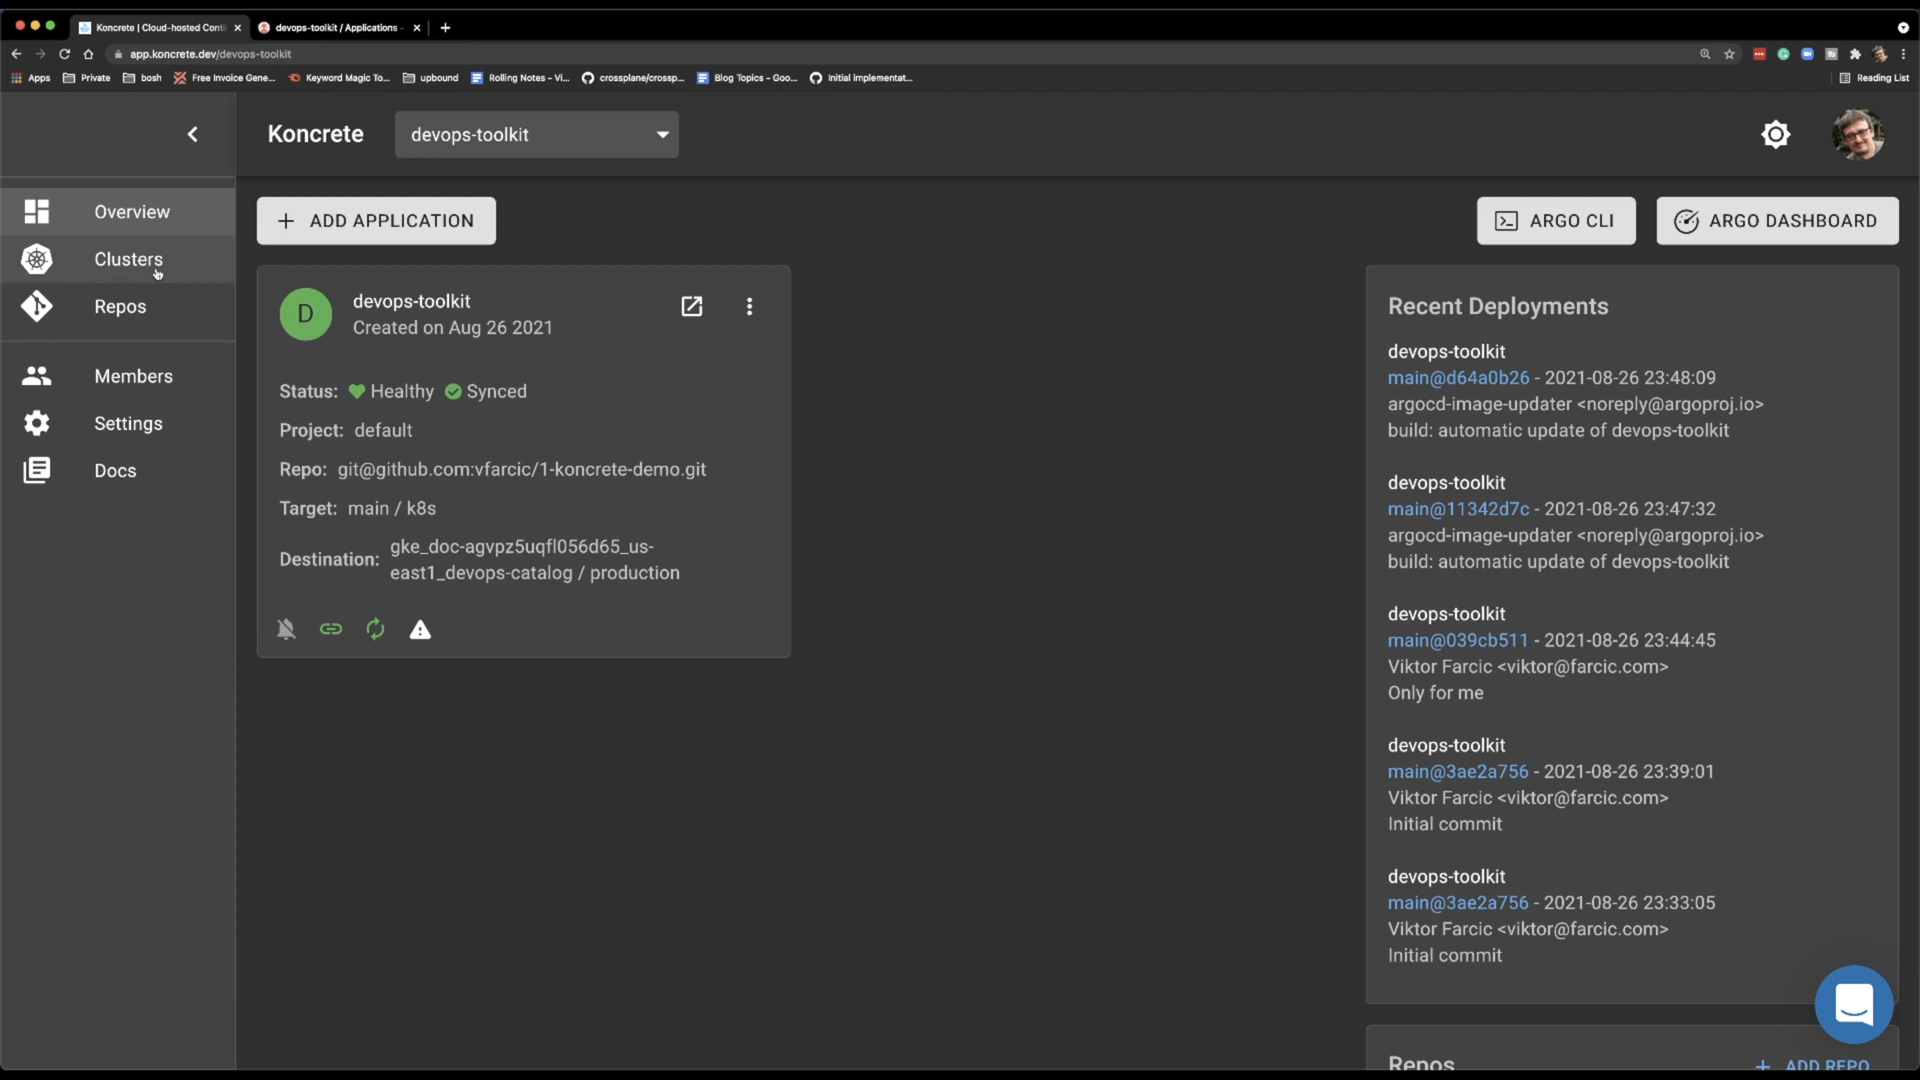 Koncrete | Cloud-hosted Conti
devops-toolkit / Applications -
app.koncrete.dev/devops-toolkit
Apps
Private
bosh
Free Invoice Gene...
Keyword Magic To...
upbound
Rolling Notes - Vi...
crossplane/crossp...
Blog Topics - Goo...
Initial implementat...
Reading List
Koncrete
devops-toolkit
Overview
Clusters
Repos
Members
Settings
Docs
+ ADD APPLICATION
ARGO CLI
ARGO DASHBOARD
D
devops-toolkit
Created on Aug 26 2021
Status: Healthy Synced
Project: default
Repo: git@github.com:vfarcic/1-koncrete-demo.git
Target: main / k8s
Destination: gke_doc-agvpz5uqfl056d65_us-
east1_devops-catalog / production
Recent Deployments
devops-toolkit
main@d64a0b26 - 2021-08-26 23:48:09
argocd-image-updater <noreply@argoproj.io>
build: automatic update of devops-toolkit
devops-toolkit
main@11342d7c - 2021-08-26 23:47:32
argocd-image-updater <noreply@argoproj.io>
build: automatic update of devops-toolkit
devops-toolkit
main@039cb511 - 2021-08-26 23:44:45
Viktor Farcic <viktor@farcic.com>
Only for me
devops-toolkit
main@3ae2a756 - 2021-08-26 23:39:01
Viktor Farcic <viktor@farcic.com>
Initial commit
devops-toolkit
main@3ae2a756 - 2021-08-26 23:33:05
Viktor Farcic <viktor@farcic.com>
Initial commit
Repos
+ ADD REPO